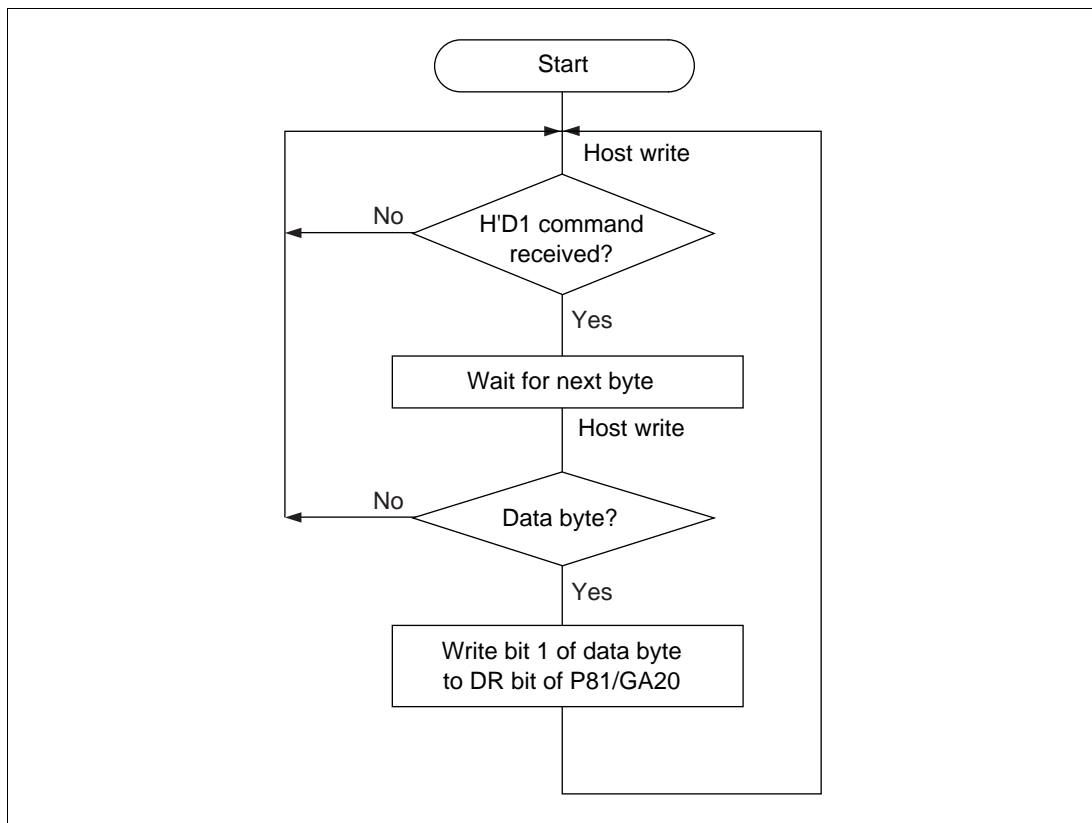 Start
Host write
No
H'D1 command
received?
Yes
Wait for next byte
Host write
No
Data byte?
Yes
Write bit 1 of data byte
to DR bit of P81/GA20